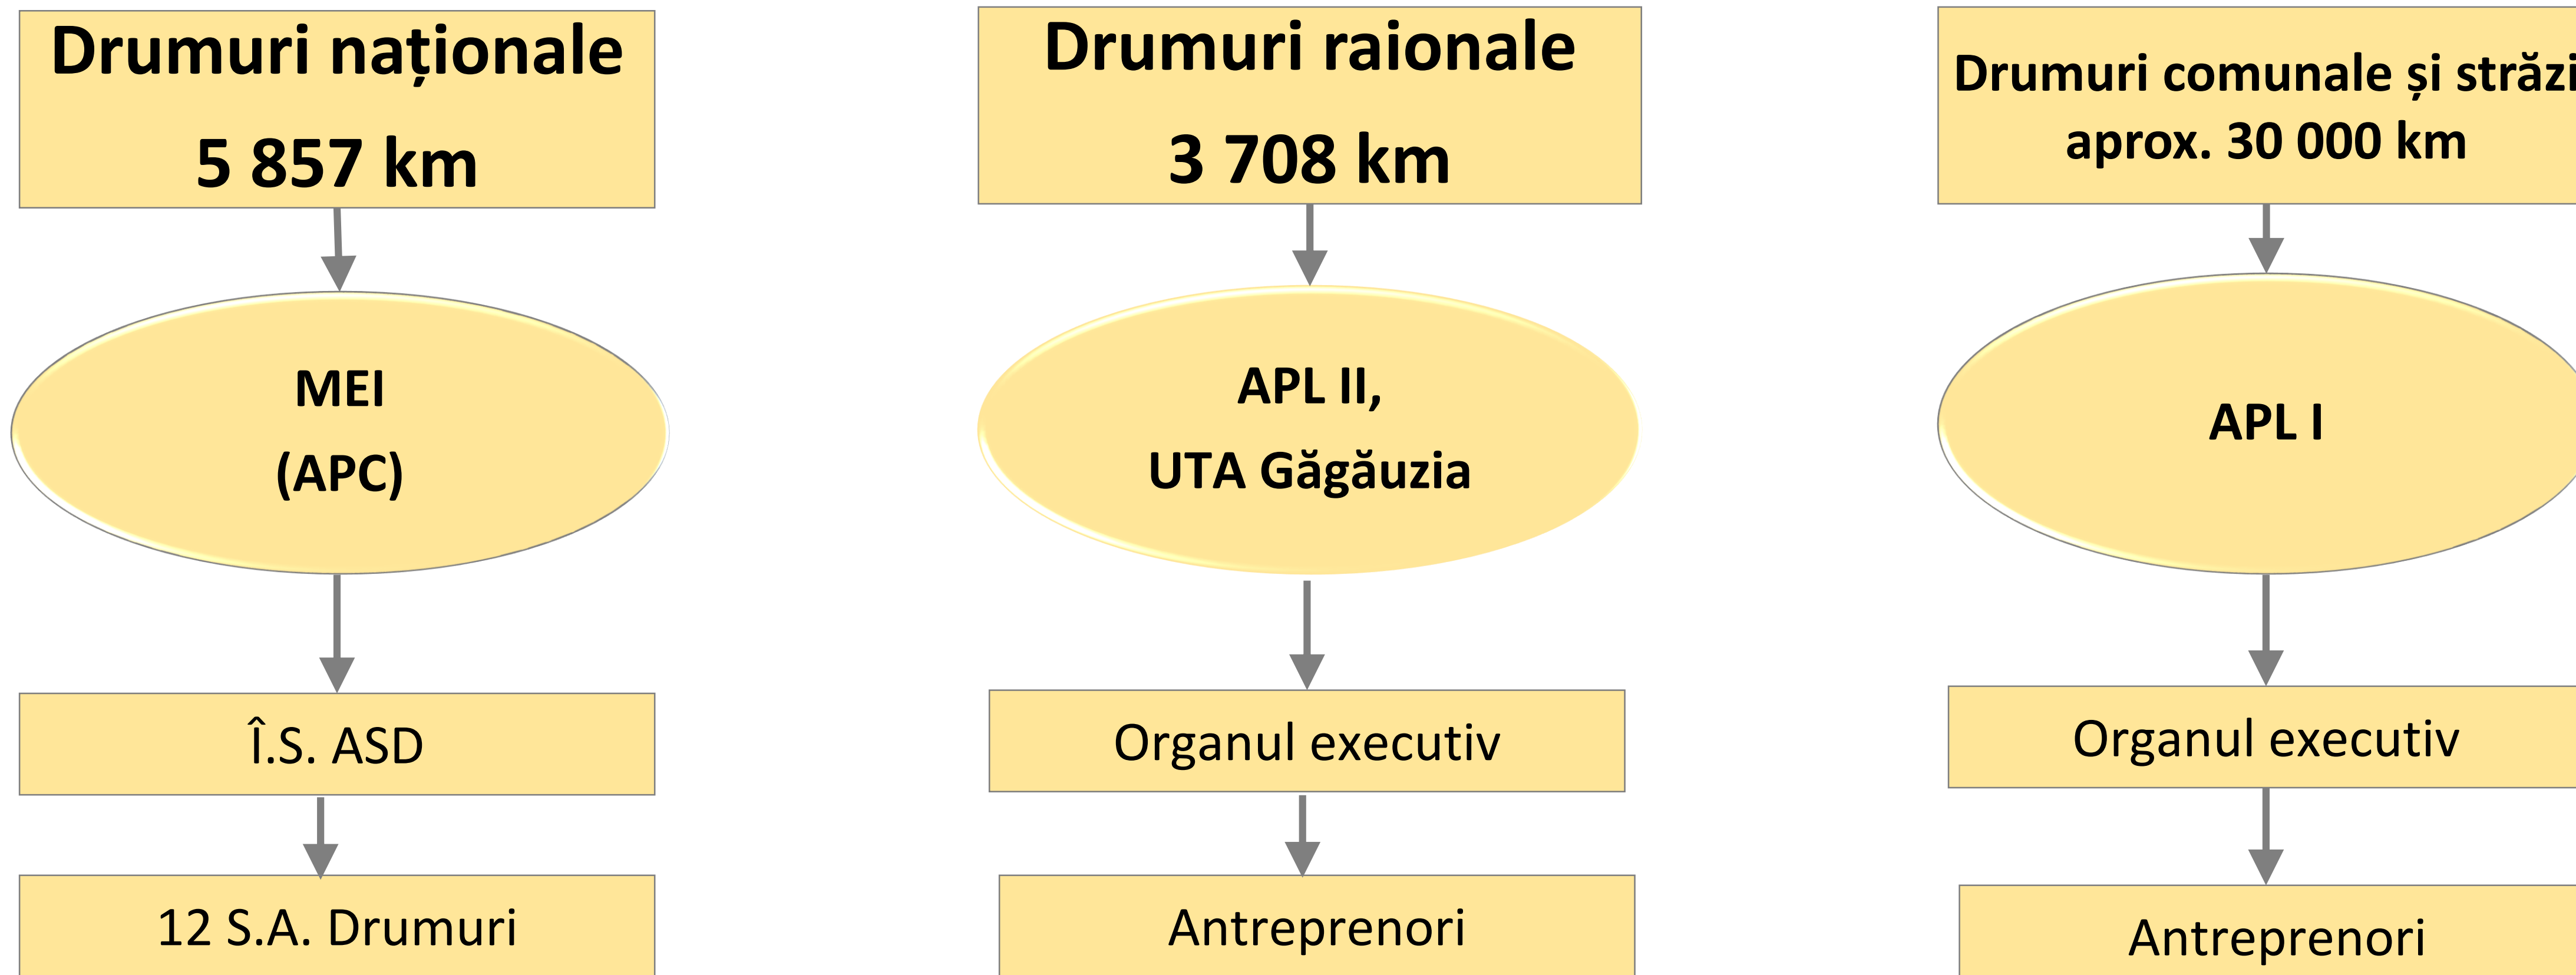 Drumuri naționale
5 857 km
MEI
(APC)
Î.S. ASD
12 S.A. Drumuri
Drumuri raionale
3 708 km
APL II,
UTA Găgăuzia
Organul executiv
Antreprenori
Drumuri comunale și străzi
aprox. 30 000 km
APL I
Organul executiv
Antreprenori